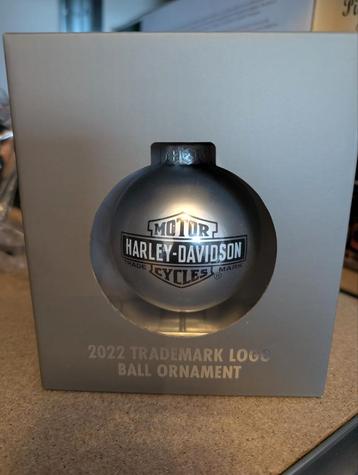 MOTOR
HARLEY-DAVIDSON
TRADE MARK
CYCLES®
2022 TRADEMARK LOGO
BALL ORNAMENT